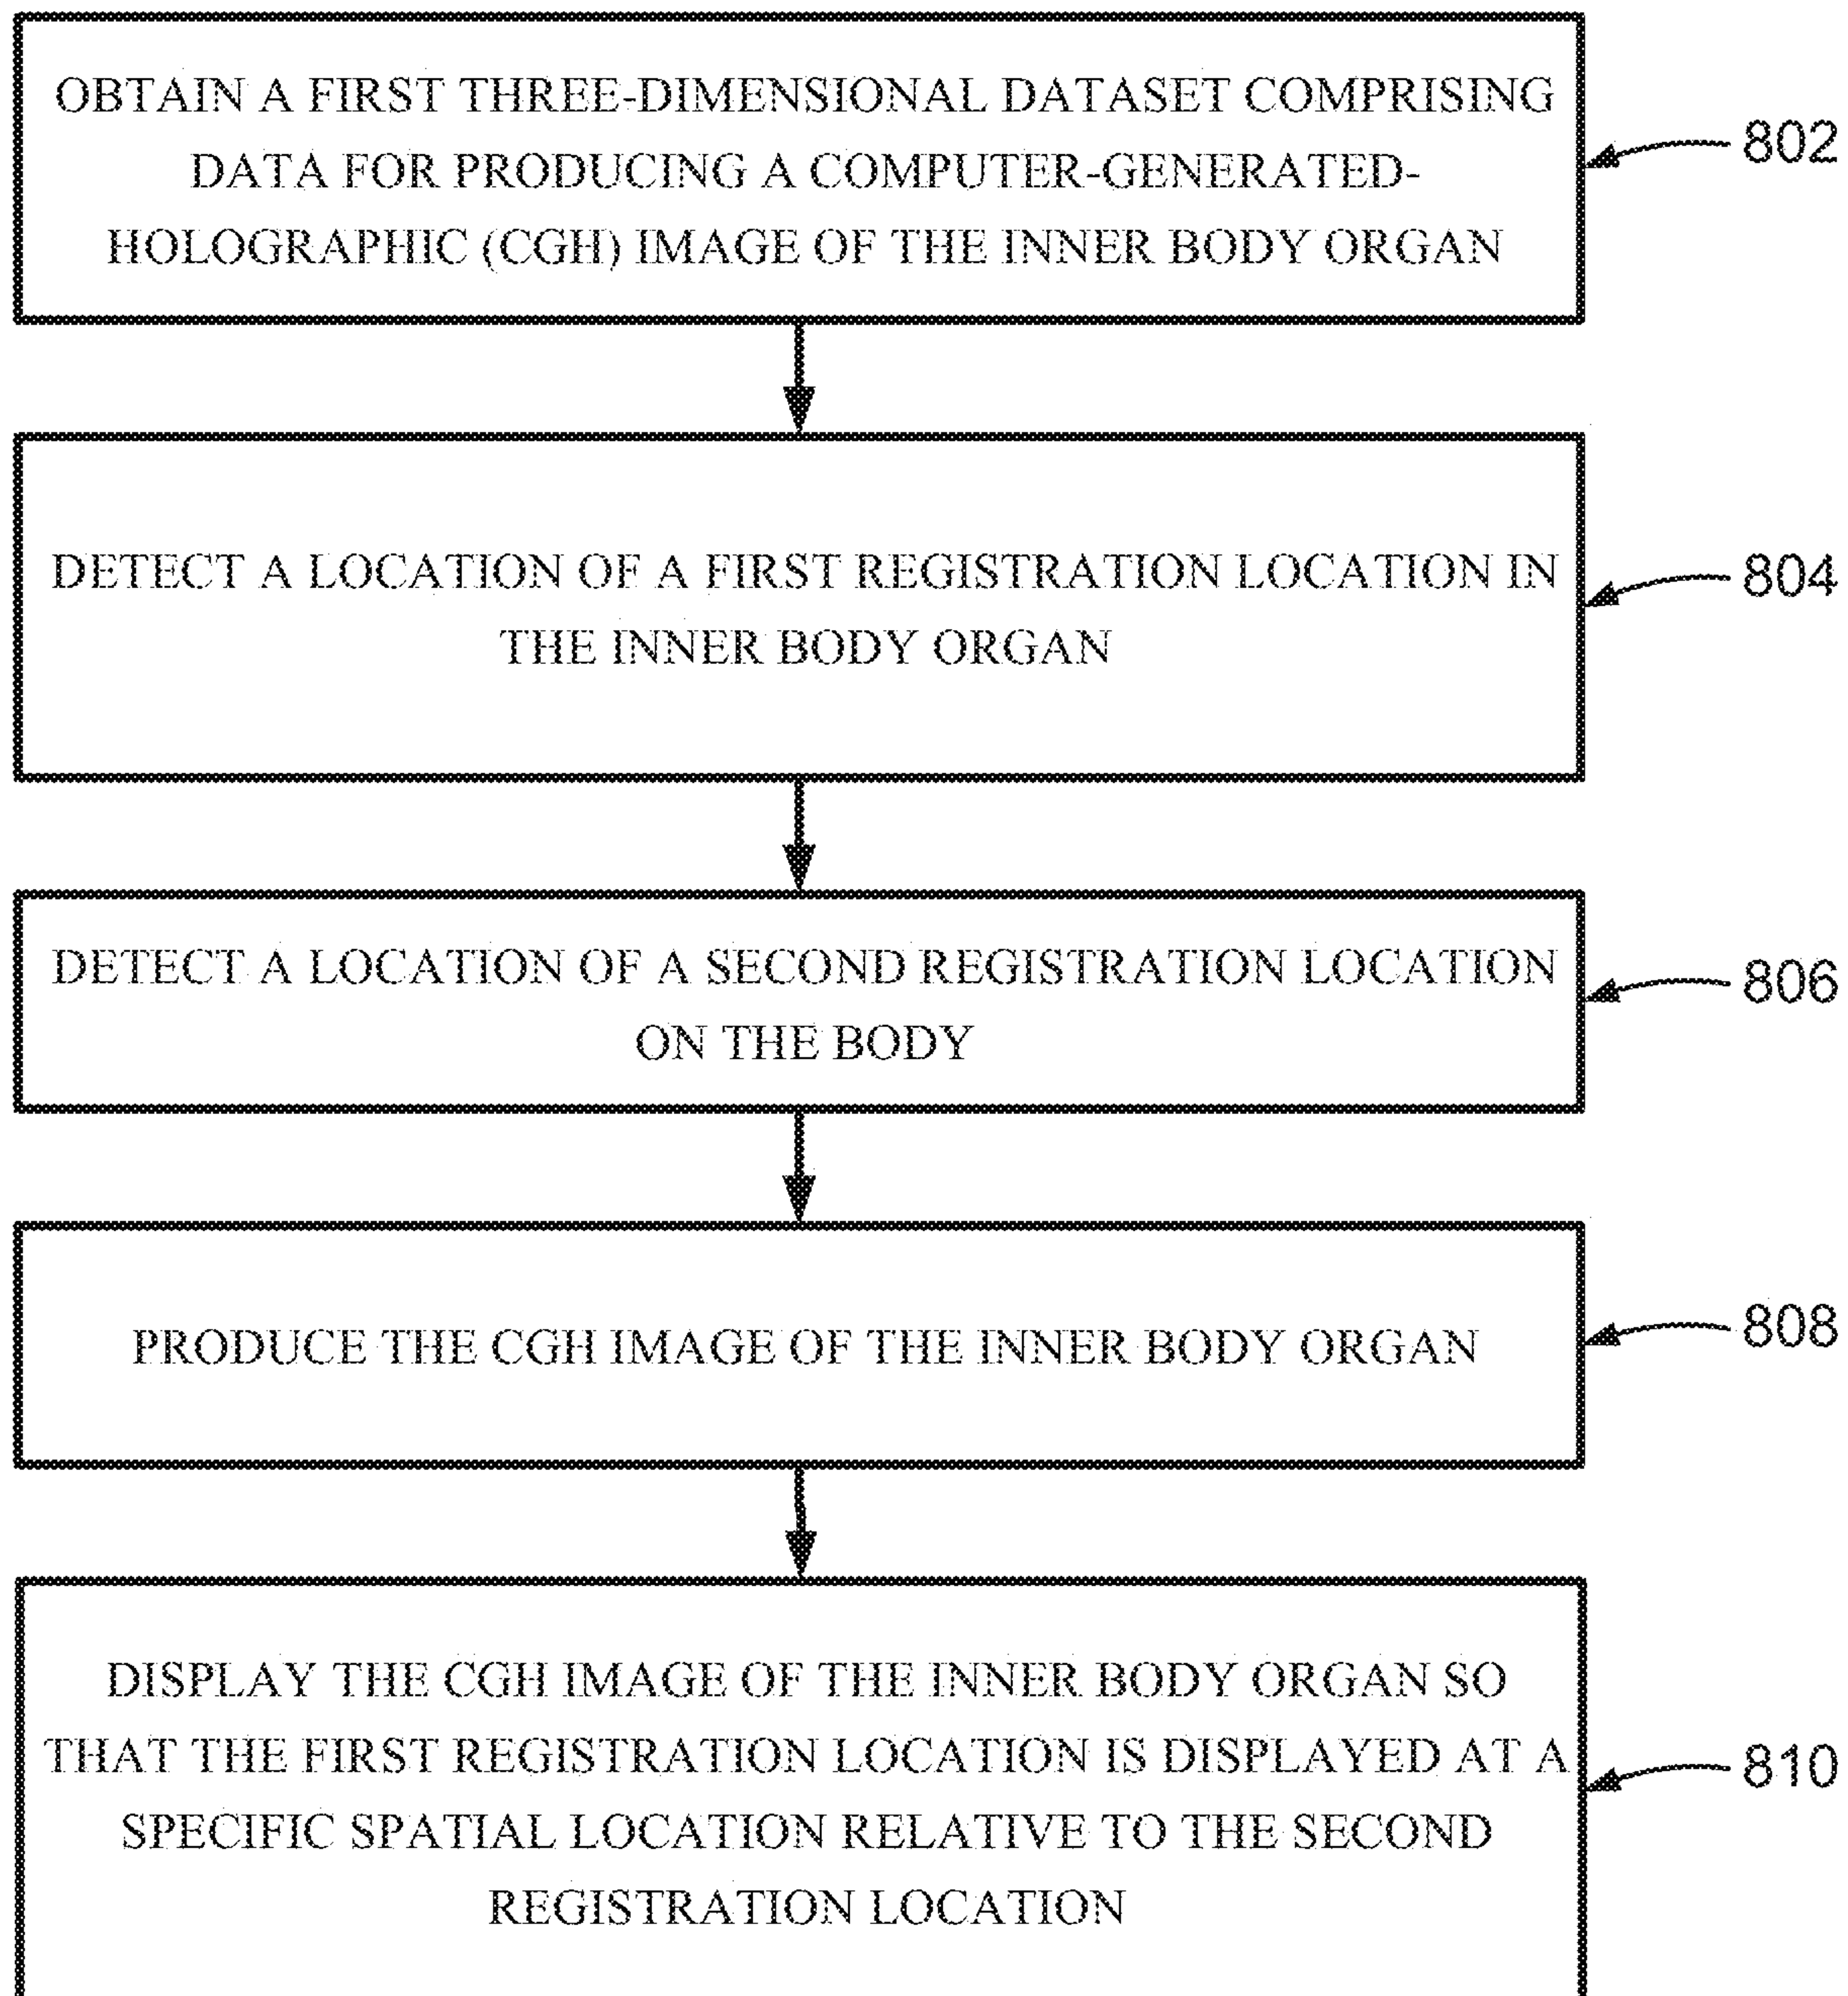 OBTAIN A FIRST THREE-DIMENSIONAL DATASET COMPRISING
DATA FOR PRODUCING A COMPUTER-GENERATED-
HOLOGRAPHIC (CGH) IMAGE OF THE INNER BODY ORGAN
802
DETECT A LOCATION OF A FIRST REGISTRATION LOCATION IN
THE INNER BODY ORGAN
804
DETECT A LOCATION OF A SECOND REGISTRATION LOCATION
ON THE BODY
806
PRODUCE THE CGH IMAGE OF THE INNER BODY ORGAN
808
DISPLAY THE CGH IMAGE OF THE INNER BODY ORGAN SO
THAT THE FIRST REGISTRATION LOCATION IS DISPLAYED AT A
SPECIFIC SPATIAL LOCATION RELATIVE TO THE SECOND
REGISTRATION LOCATION
810